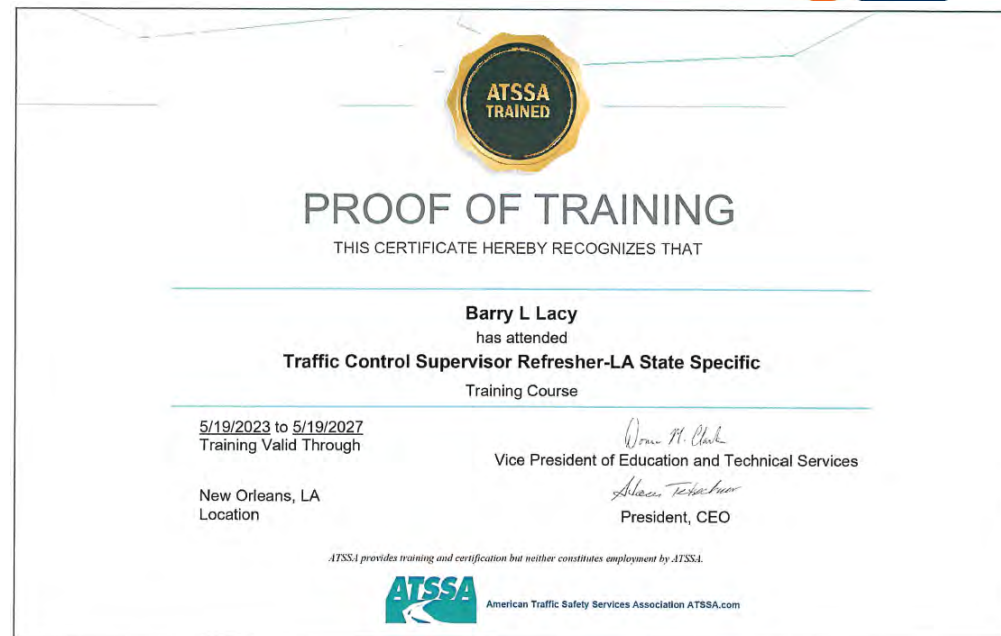 ATSSA
TRAINED
PROOF OF TRAINING
THIS CERTIFICATE HEREBY RECOGNIZES THAT
Barry L Lacy
has attended
Traffic Control Supervisor Refresher-LA State Specific
Training Course
5/19/2023 to 5/19/2027
Training Valid Through
Vice President of Education and Technical Services
New Orleans, LA
Location
President, CEO
ATSSA provides training and certification but neither constitutes employment by ATSSA.
ATSSA
American Traffic Safety Services Association ATSSA.com